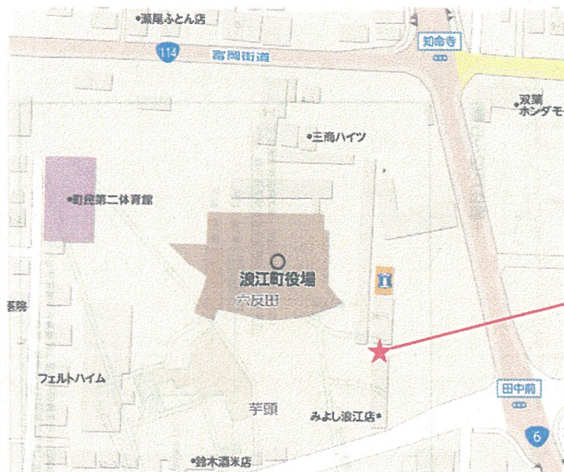 瀬尾ふとん店
知命寺
114
富岡街道
双葉
ホンダモー
三商ハイツ
町民第二体育館
浪江町役場
六反田
医院
フェルトハイム
田中前
芋頭
みよし浪江店
6
鈴木酒米店